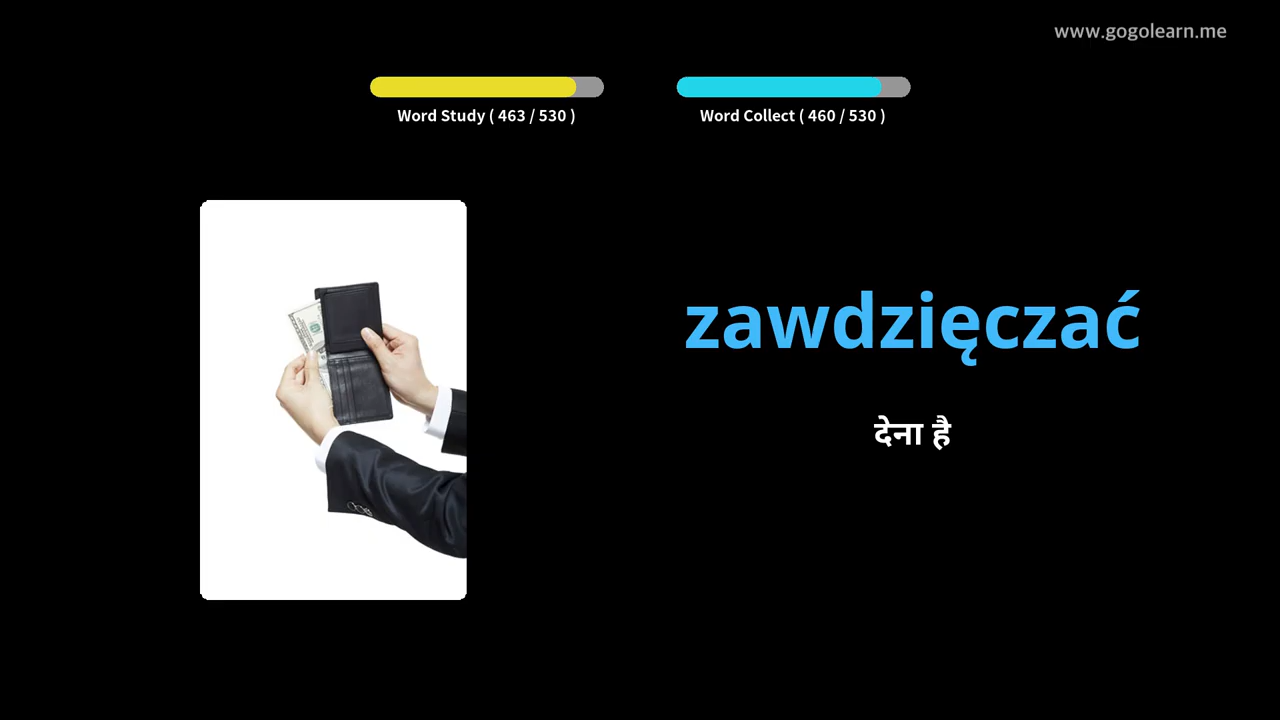 www.gogolearn.me
Word Study ( 463 / 530 )
Word Collect ( 460 / 530 )
zawdzięczać
देना है